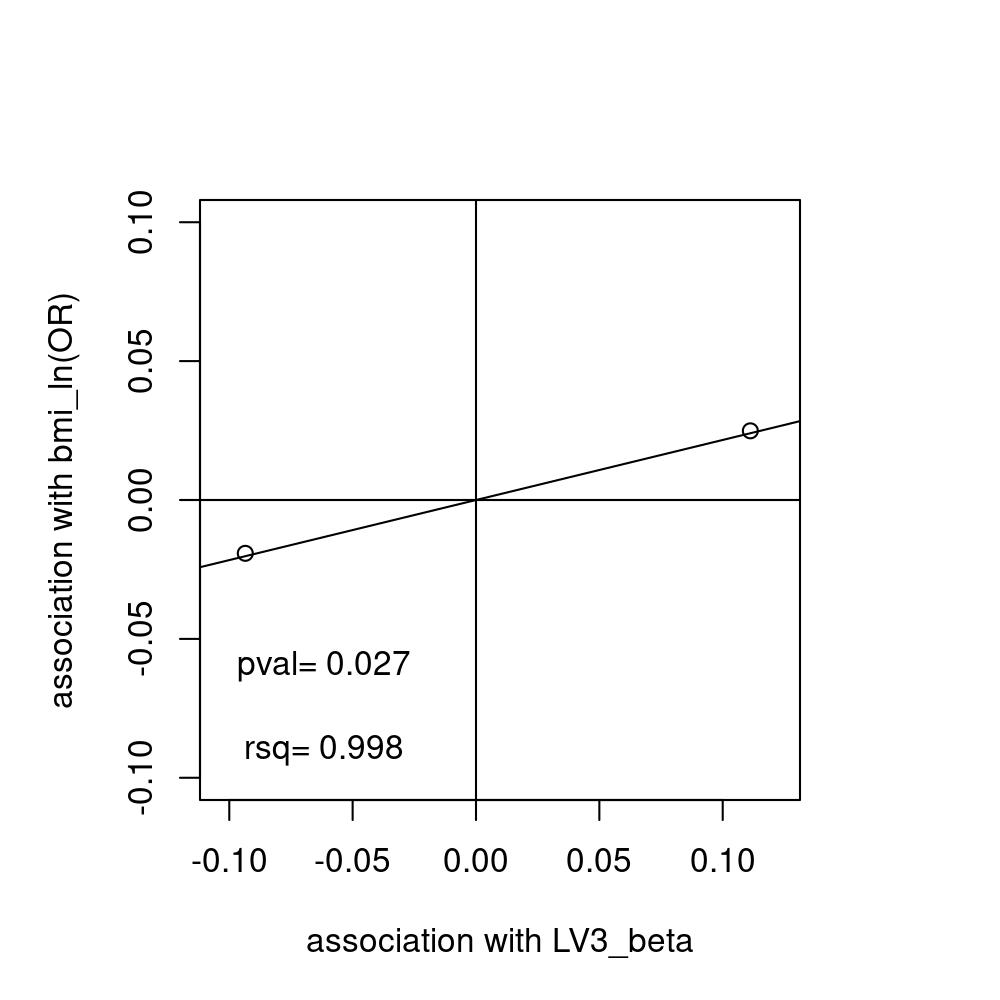 association with bmi_ln(OR)
0.10
0.05
0.00
-0.05
-0.10
pval= 0.027
rsq= 0.998
-0.10 -0.05 0.00 0.05 0.10
association with LV3_beta